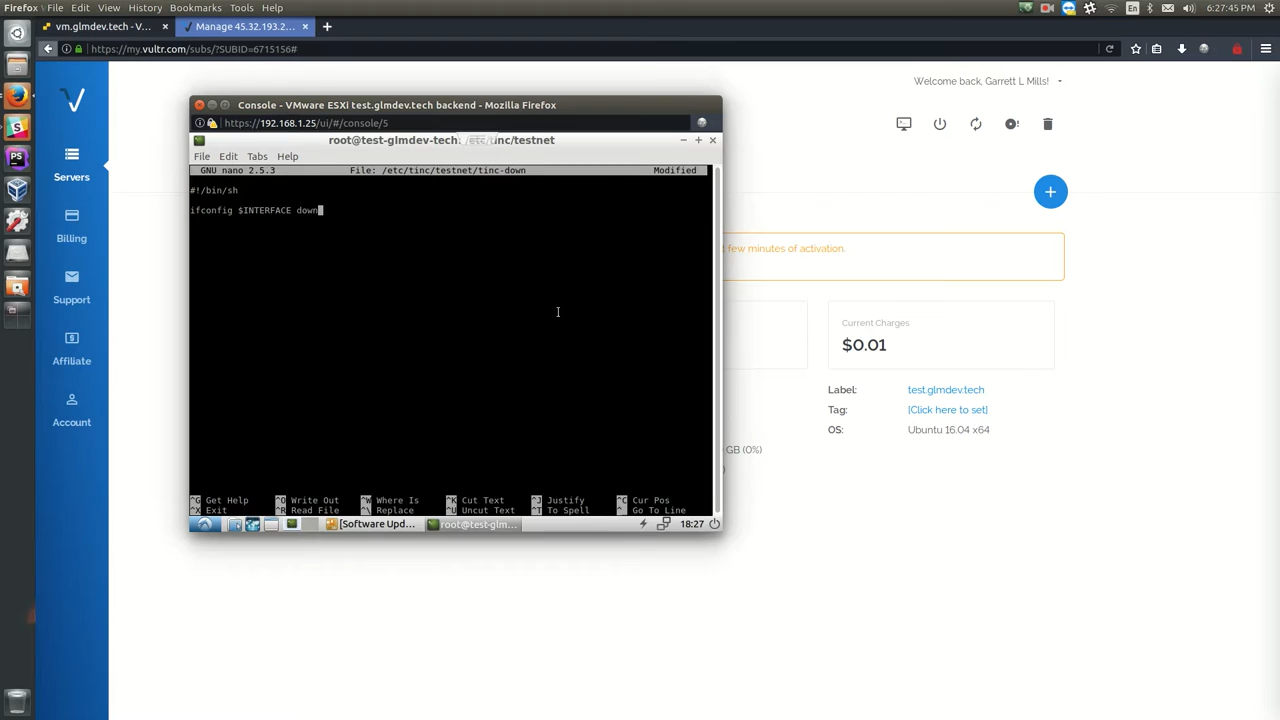 Firefox File Edit View History Bookmarks Tools Help
En 6:27:45 PM
vm.glmdev.tech - V...
Manage 45.32.193.2...
https://my.vultr.com/subs/?SUBID=6715156#
Welcome back, Garrett L Mills!
Servers
Billing
Support
Affiliate
Account
Console - VMware ESXi test.glmdev.tech backend - Mozilla Firefox
https://192.168.1.25/ui/#/console/5
root@test-glmdev-tech: /etc/tinc/testnet
File Edit Tabs Help
GNU nano 2.5.3 File: /etc/tinc/testnet/tinc-down Modified
#!/bin/sh
ifconfig $INTERFACE down
^G Get Help ^O Write Out ^W Where Is ^K Cut Text ^J Justify ^C Cur Pos
^X Exit ^R Read File ^\ Replace ^U Uncut Text ^T To Spell ^_ Go To Line
[Software Upd...
root@test-glm...
18:27
few minutes of activation.
Current Charges
$0.01
Label: test.glmdev.tech
Tag: [Click here to set]
OS: Ubuntu 16.04 x64
GB (0%)